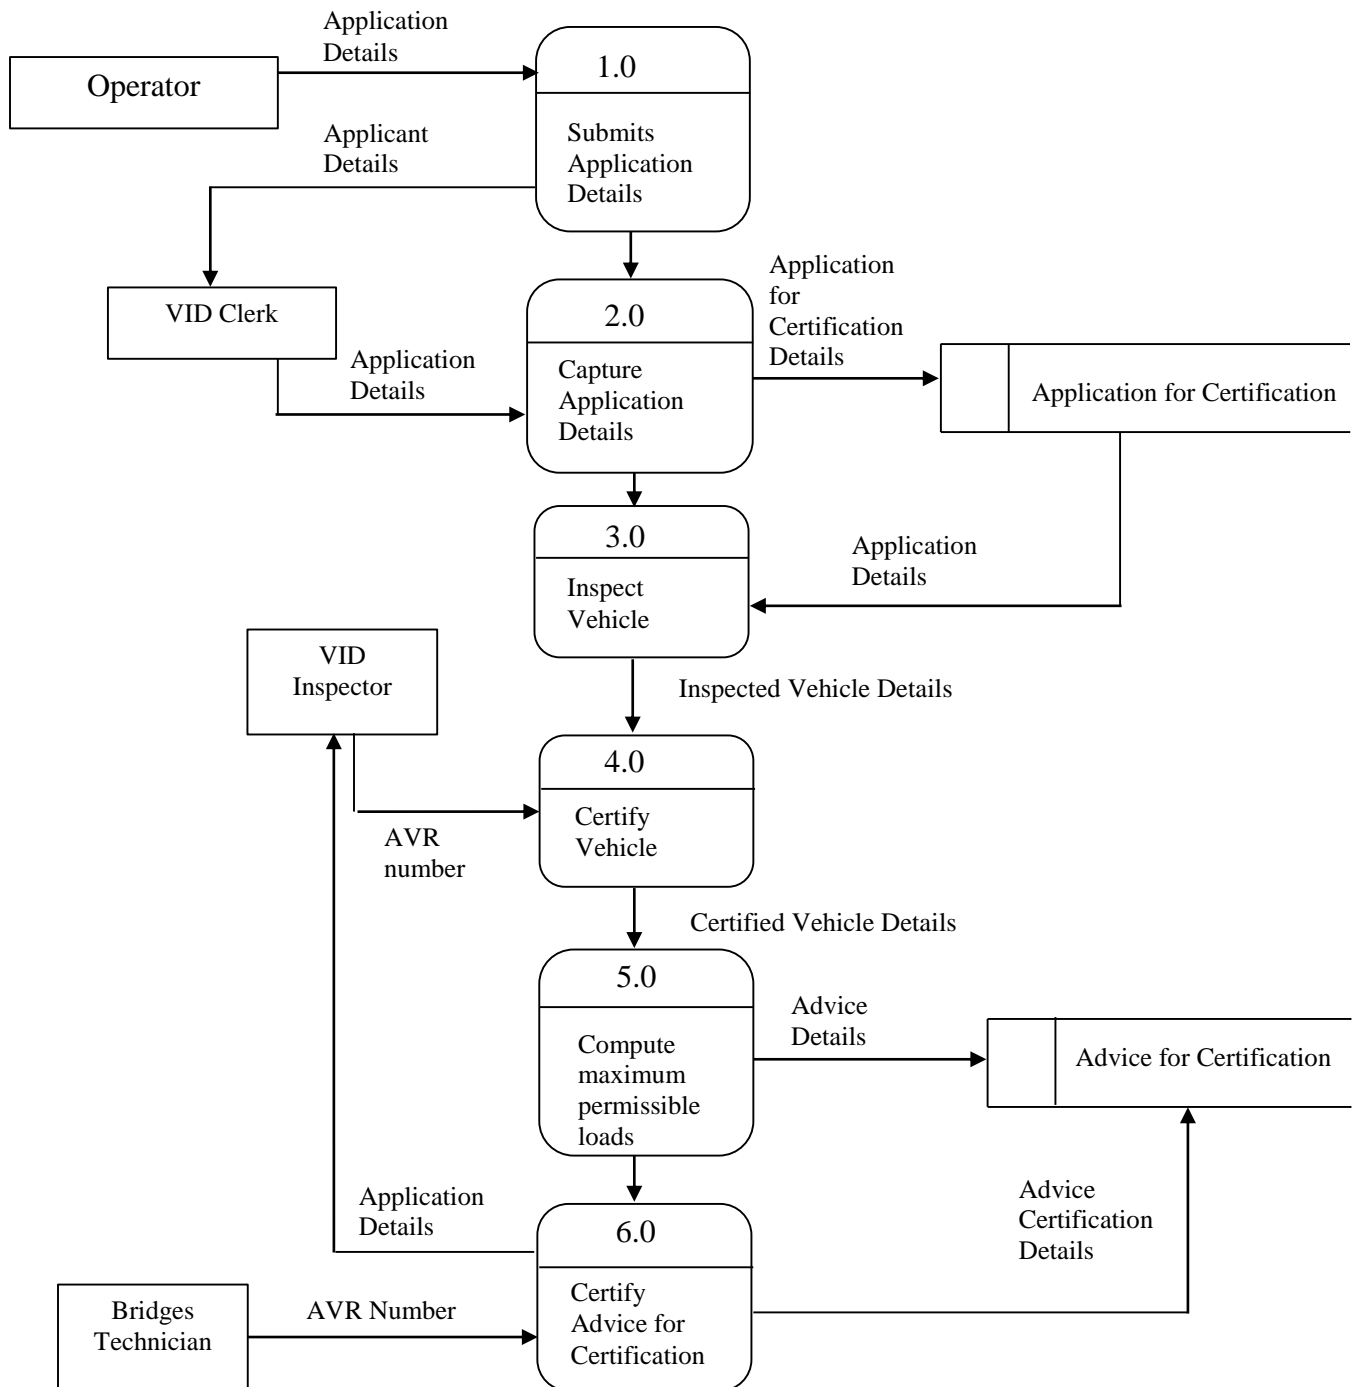 Application
Details
Operator
1.0
Submits
Application
Details
Applicant
Details
VID Clerk
Application
Details
2.0
Capture
Application
Details
Application
for
Certification
Details
Application for Certification
3.0
Inspect
Vehicle
Application
Details
VID
Inspector
Inspected Vehicle Details
4.0
Certify
Vehicle
AVR
number
Certified Vehicle Details
5.0
Compute
maximum
permissible
loads
Advice
Details
Advice for Certification
Application
Details
6.0
Certify
Advice for
Certification
Advice
Certification
Details
Bridges
Technician
AVR Number